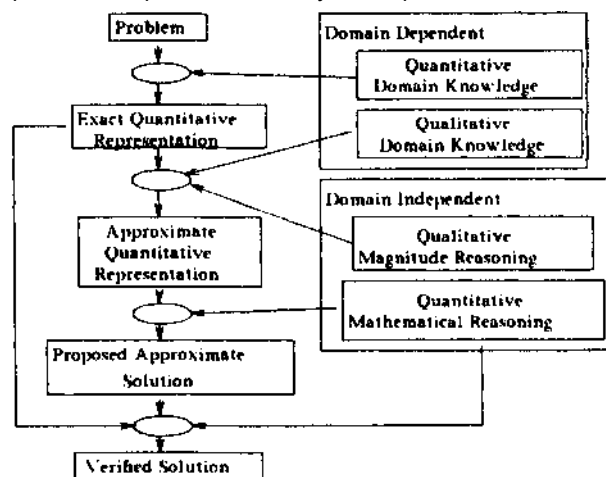 Problem
Exact Quantitative
Representation
Approximate
Quantitative
Representation
Proposed Approximate
Solution
Verified Solution
Domain Dependent
Quantitative
Domain Knowledge
Qualitative
Domain Knowledge
Domain Independent
Qualitative
Magnitude Reasoning
Quantitative
Mathematical Reasoning